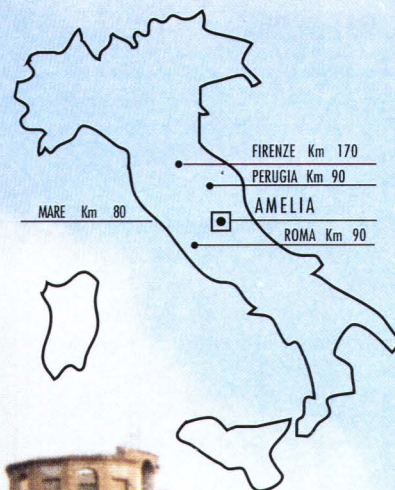 FIRENZE Km 170
PERUGIA Km 90
AMELIA
MARE Km 80
ROMA Km 90